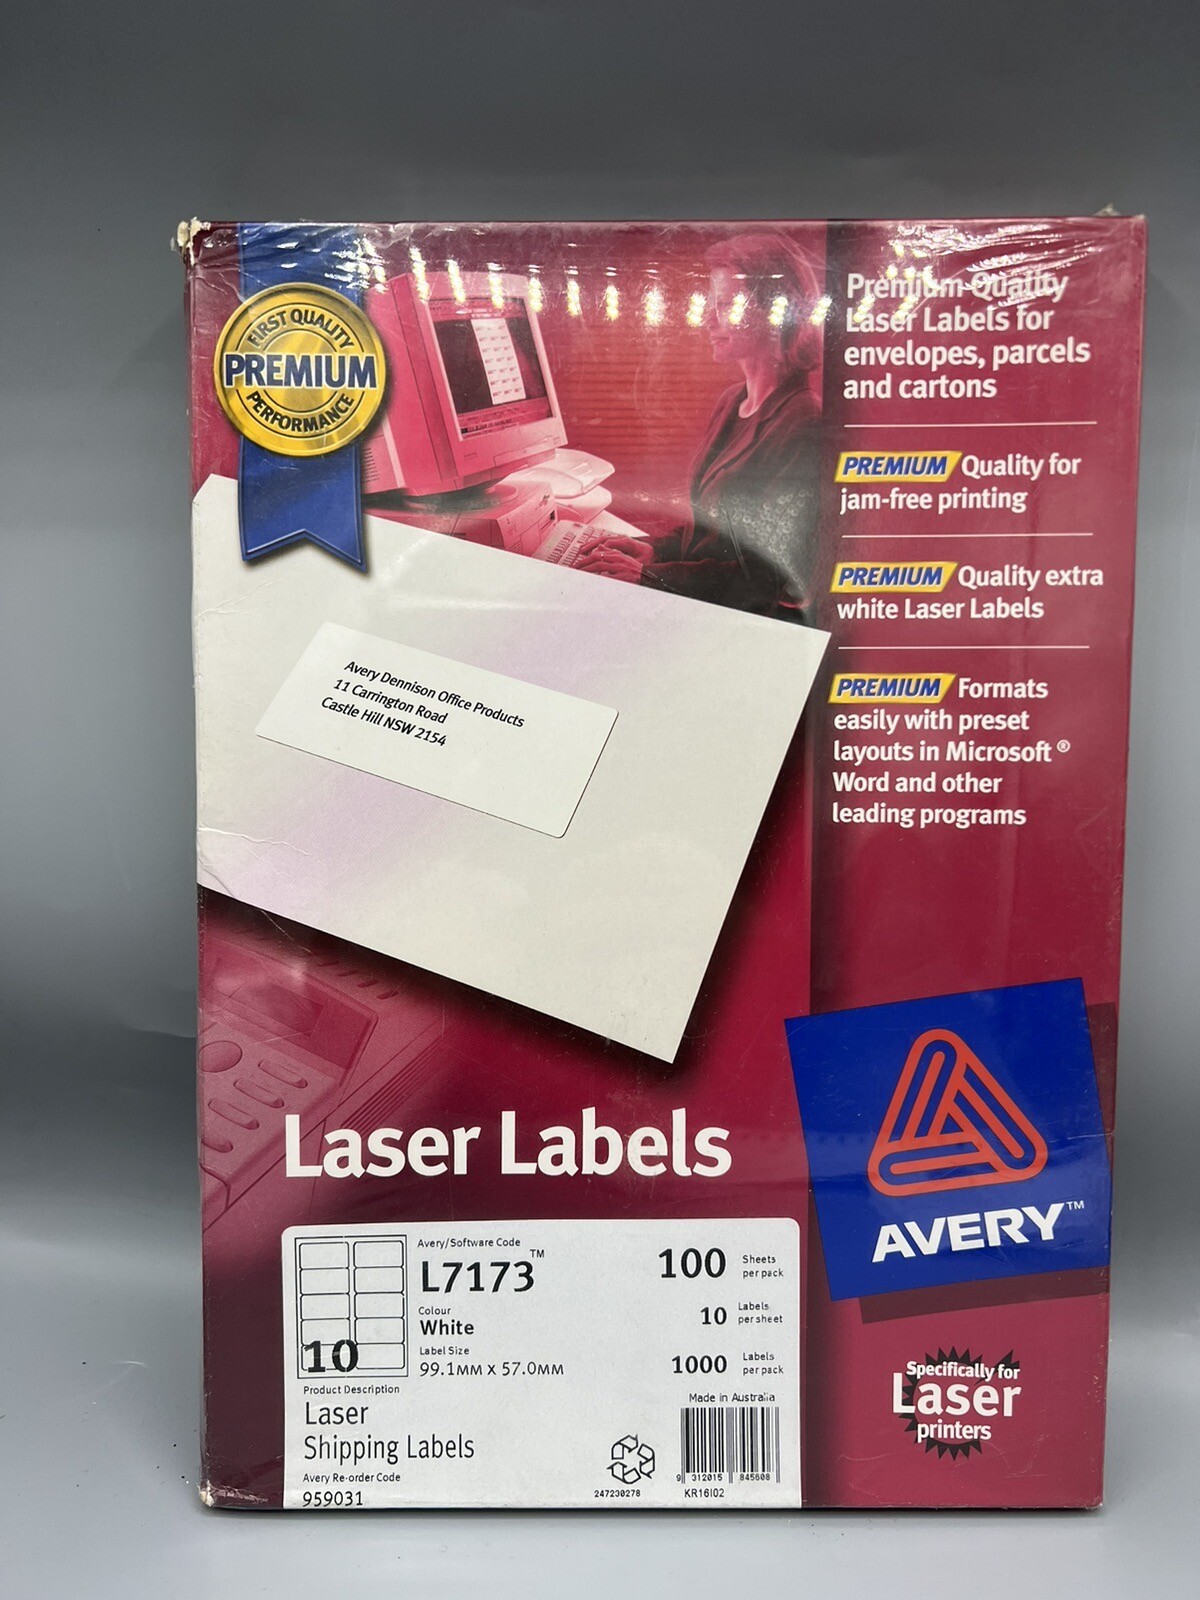 FIRST QUALITY
PREMIUM
PERFORMANCE
Premium Quality
Laser Labels for
envelopes, parcels
and cartons
PREMIUM Quality for
jam-free printing
PREMIUM Quality extra
white Laser Labels
PREMIUM Formats
easily with preset
layouts in Microsoft ®
Word and other
leading programs
Avery Dennison Office Products
11 Carrington Road
Castle Hill NSW 2154
Laser Labels
AVERY™
Avery/Software Code
L7173™
Colour
White
Label Size
99.1MM X 57.0MM
10
Product Description
Laser
Shipping Labels
Avery Re-order Code
959031
100 Sheets
per pack
10 Labels
per sheet
1000 Labels
per pack
Made in Australia
9 312015 845608
247230278
KR16I02
Specifically for
Laser
printers